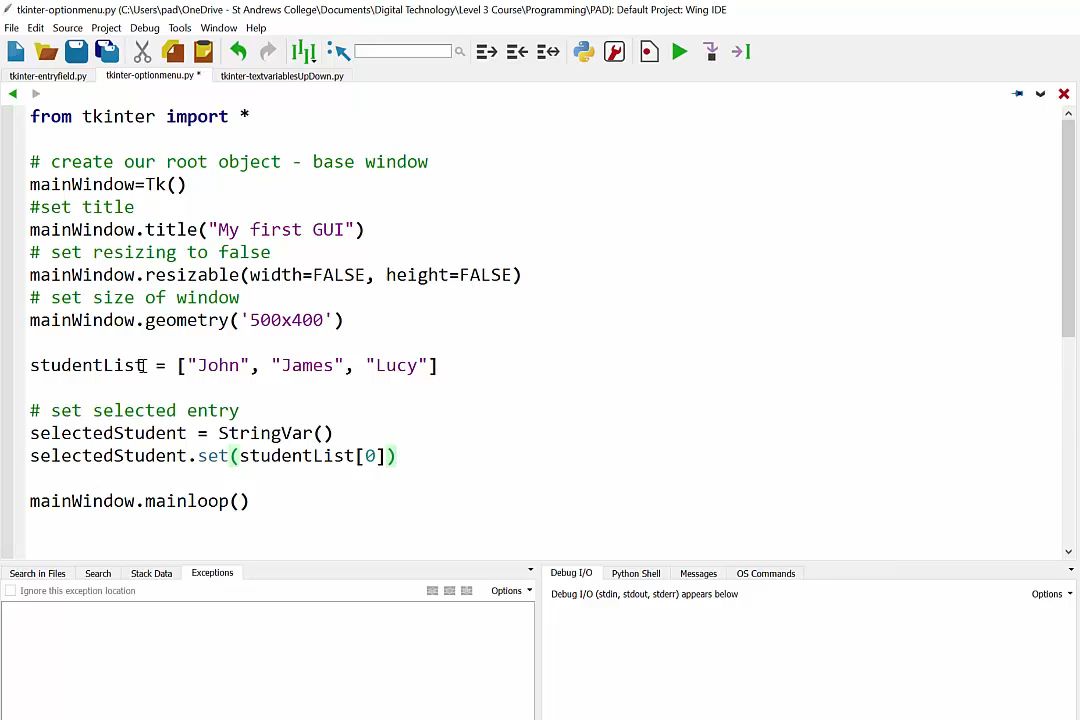 tkinter-optionmenu.py (C:\Users\pad\OneDrive - St Andrews College\Documents\Digital Technology\Level 3 Course\Programming\PAD): Default Project: Wing IDE
File Edit Source Project Debug Tools Window Help
tkinter-entryfield.py tkinter-optionmenu.py * tkinter-textvariablesUpDown.py
from tkinter import *
# create our root object - base window
mainWindow=Tk()
#set title
mainWindow.title("My first GUI")
# set resizing to false
mainWindow.resizable(width=FALSE, height=FALSE)
# set size of window
mainWindow.geometry('500x400')
studentList = ["John", "James", "Lucy"]
# set selected entry
selectedStudent = StringVar()
selectedStudent.set(studentList[0])
mainWindow.mainloop()
Search in Files Search Stack Data Exceptions
Ignore this exception location Options
Debug I/O Python Shell Messages OS Commands
Debug I/O (stdin, stdout, stderr) appears below Options